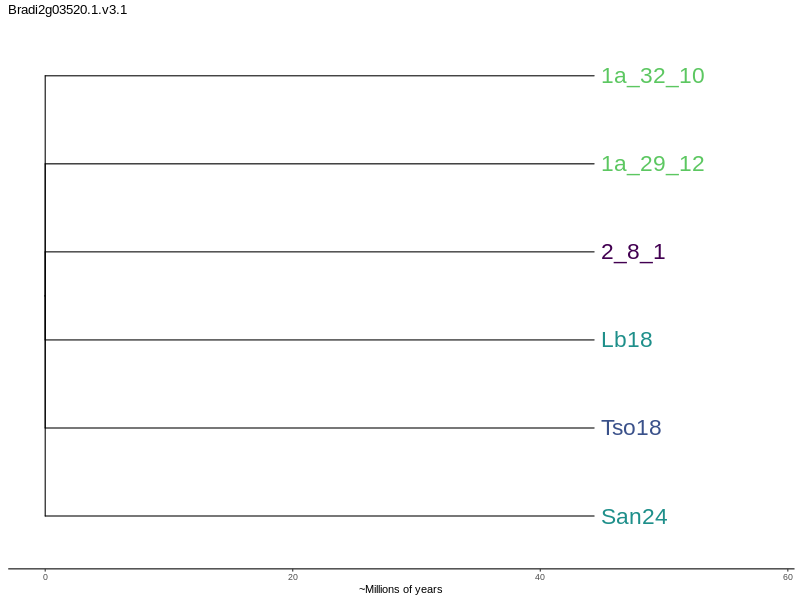 Bradi2g03520.1.v3.1
1a_32_10
1a_29_12
2_8_1
Lb18
Tso18
San24
0 20 40 60
~Millions of years